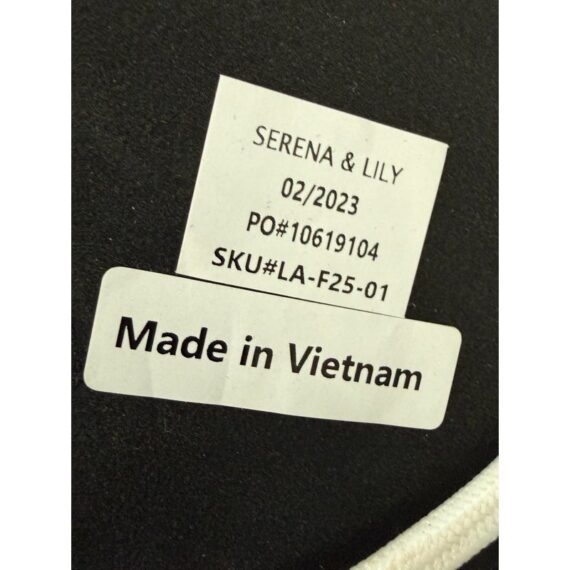 SERENA & LILY
02/2023
PO#10619104
SKU#LA-F25-01
Made in Vietnam